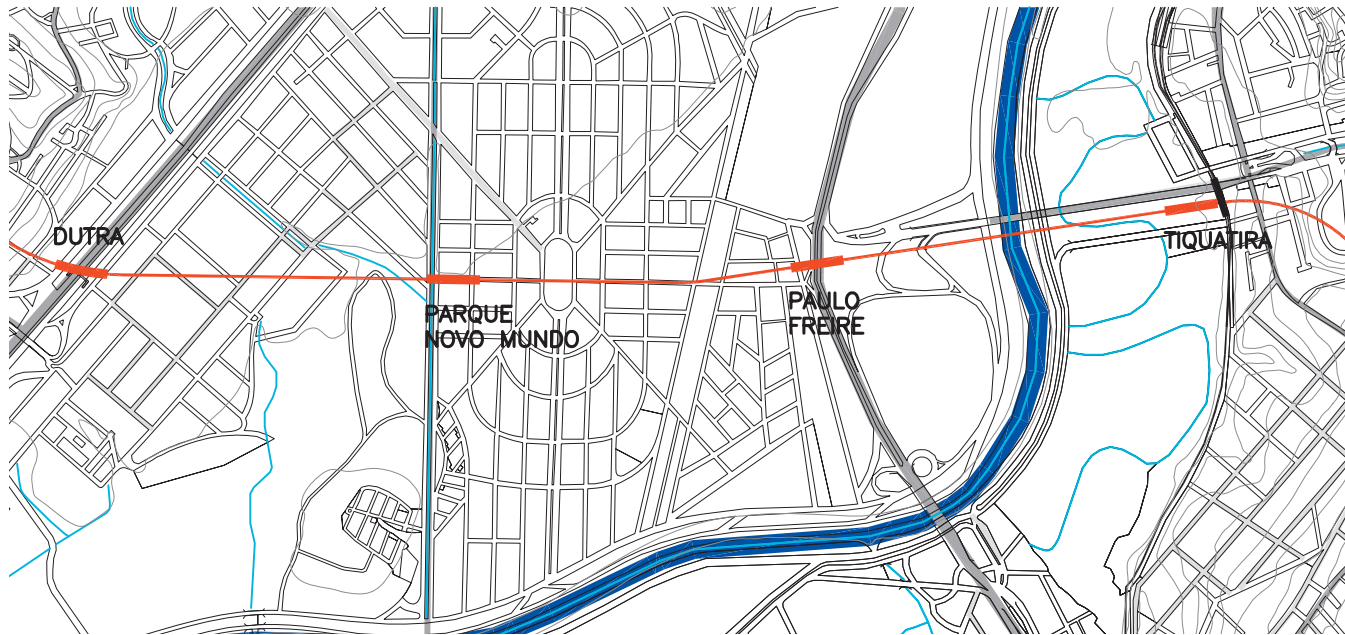 DUTRA
PARQUE
NOVO MUNDO
PAULO
FREIRE
TIQUATIRA